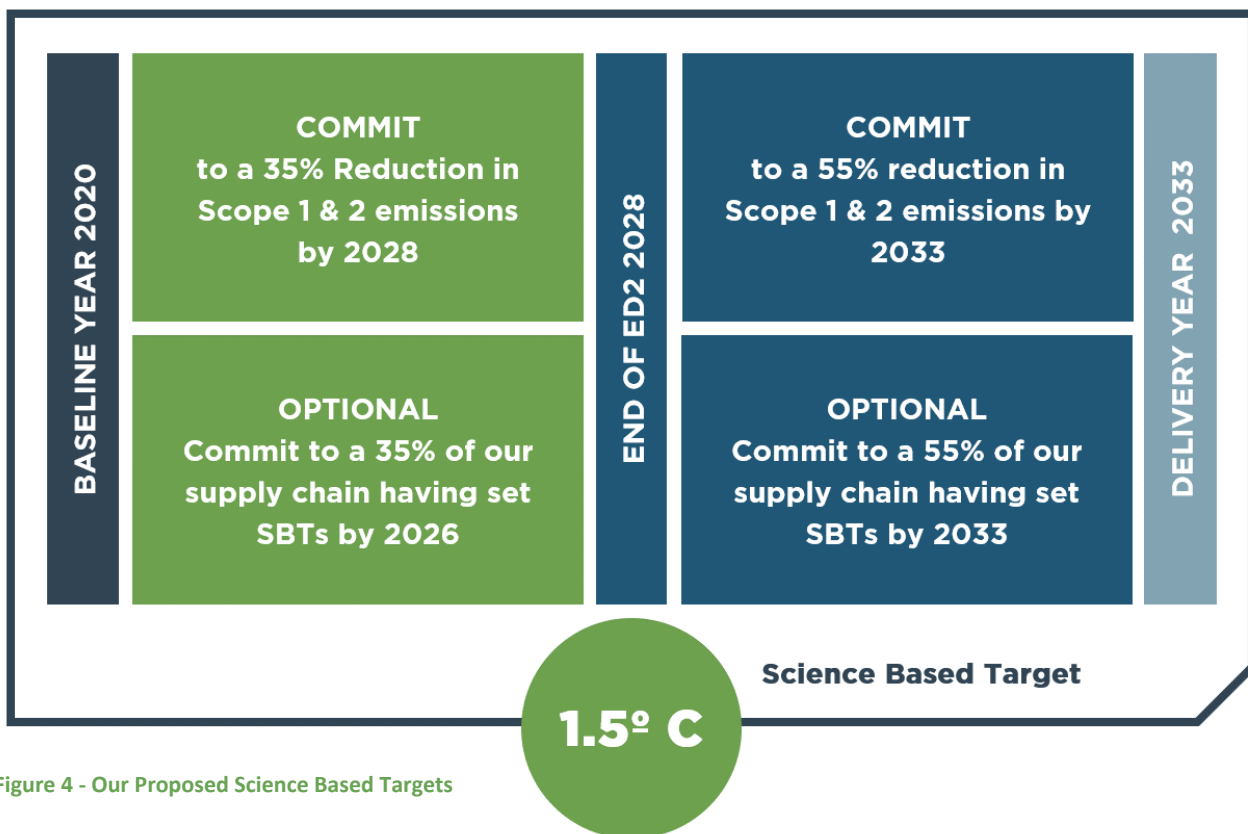 BASELINE YEAR 2020
COMMIT
to a 35% Reduction in
Scope 1 & 2 emissions
by 2028
OPTIONAL
Commit to a 35% of our
supply chain having set
SBTs by 2026
END OF ED2 2028
COMMIT
to a 55% reduction in
Scope 1 & 2 emissions by
2033
OPTIONAL
Commit to a 55% of our
supply chain having set
SBTs by 2033
DELIVERY YEAR 2033
Science Based Target
1.5º C
Figure 4 - Our Proposed Science Based Targets